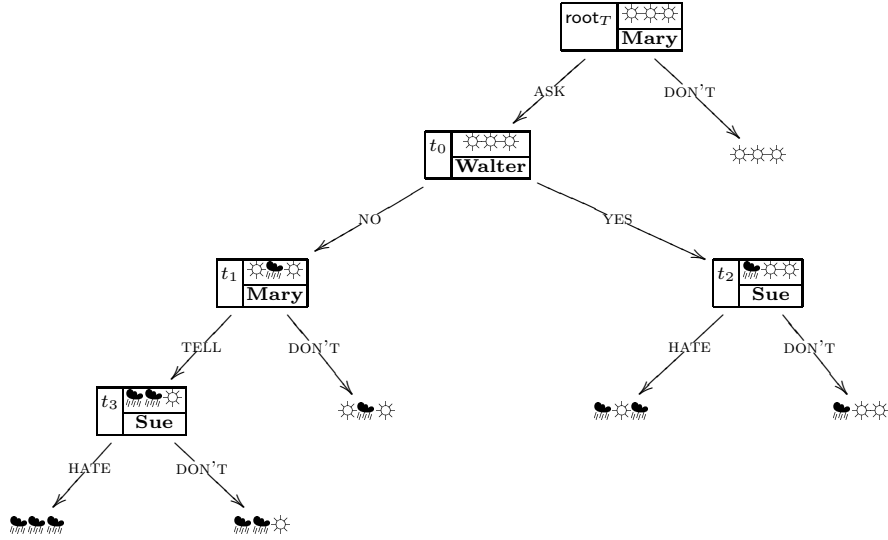 root_T
Mary
ASK
DON'T
t_0
Walter
NO
YES
t_1
Mary
t_2
Sue
TELL
DON'T
HATE
DON'T
t_3
Sue
HATE
DON'T